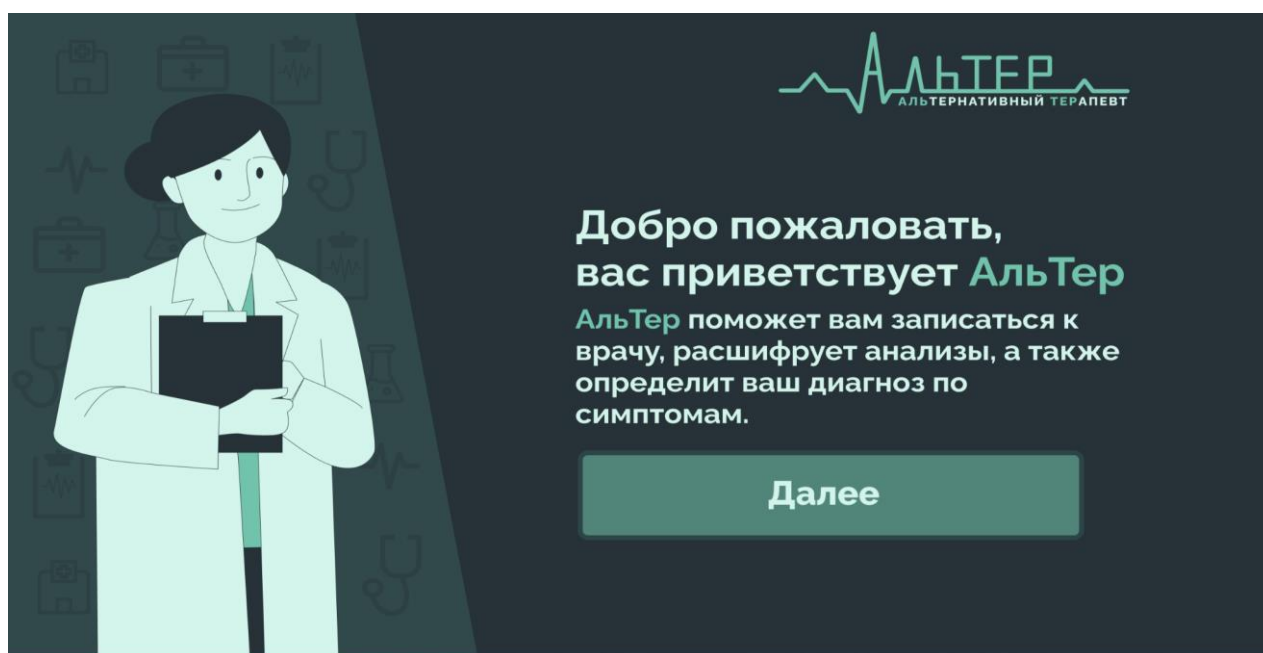 АльТЕР
АЛЬТЕРНАТИВНЫЙ ТЕРАПЕВТ
Добро пожаловать,
вас приветствует АльТер
АльТер поможет вам записаться к
врачу, расшифрует анализы, а также
определит ваш диагноз по
симптомам.
Далее